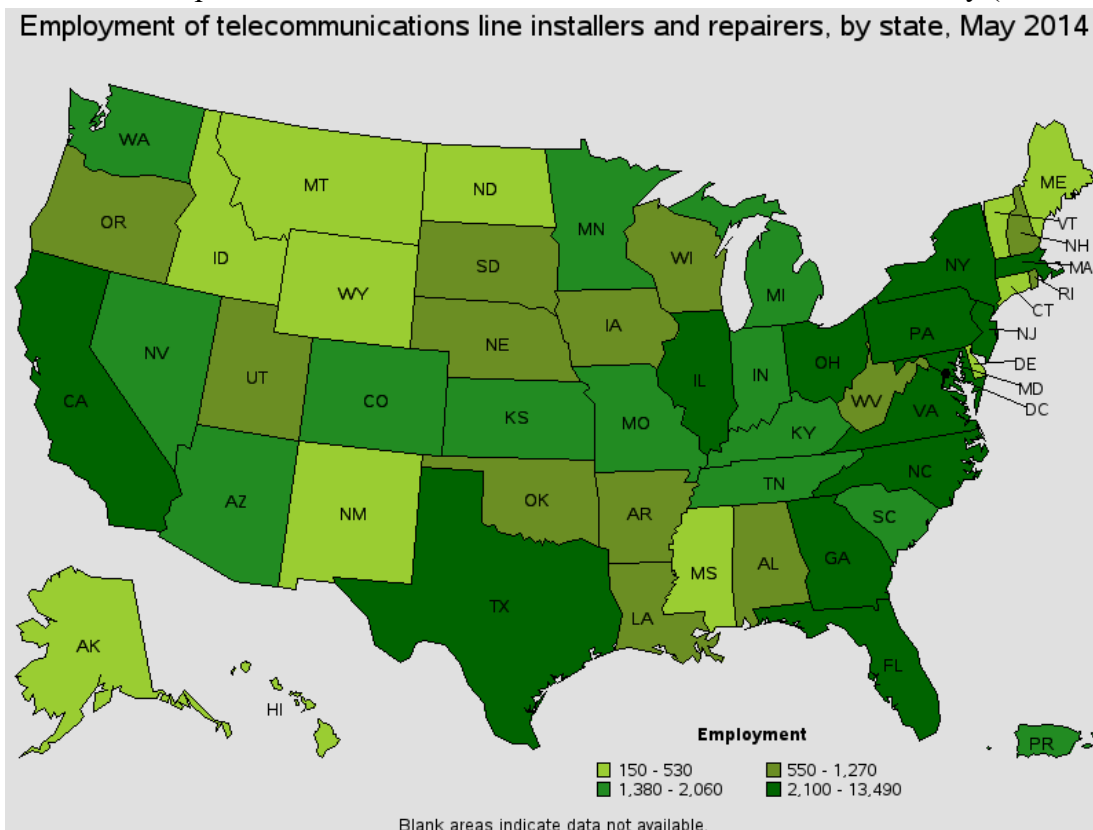 Employment of telecommunications line installers and repairers, by state, May 2014
WA
MT
ND
ME
OR
MN
VT
ID
SD
WI
NH
NY
MA
WY
MI
RI
CT
IA
NE
PA
NJ
NV
OH
DE
UT
IL
IN
MD
CA
CO
WV
VA
DC
KS
MO
KY
NC
TN
AZ
OK
NM
AR
SC
MS
AL
GA
TX
LA
AK
FL
HI
PR
Employment
150 - 530 550 - 1,270
1,380 - 2,060 2,100 - 13,490
Blank areas indicate data not available.